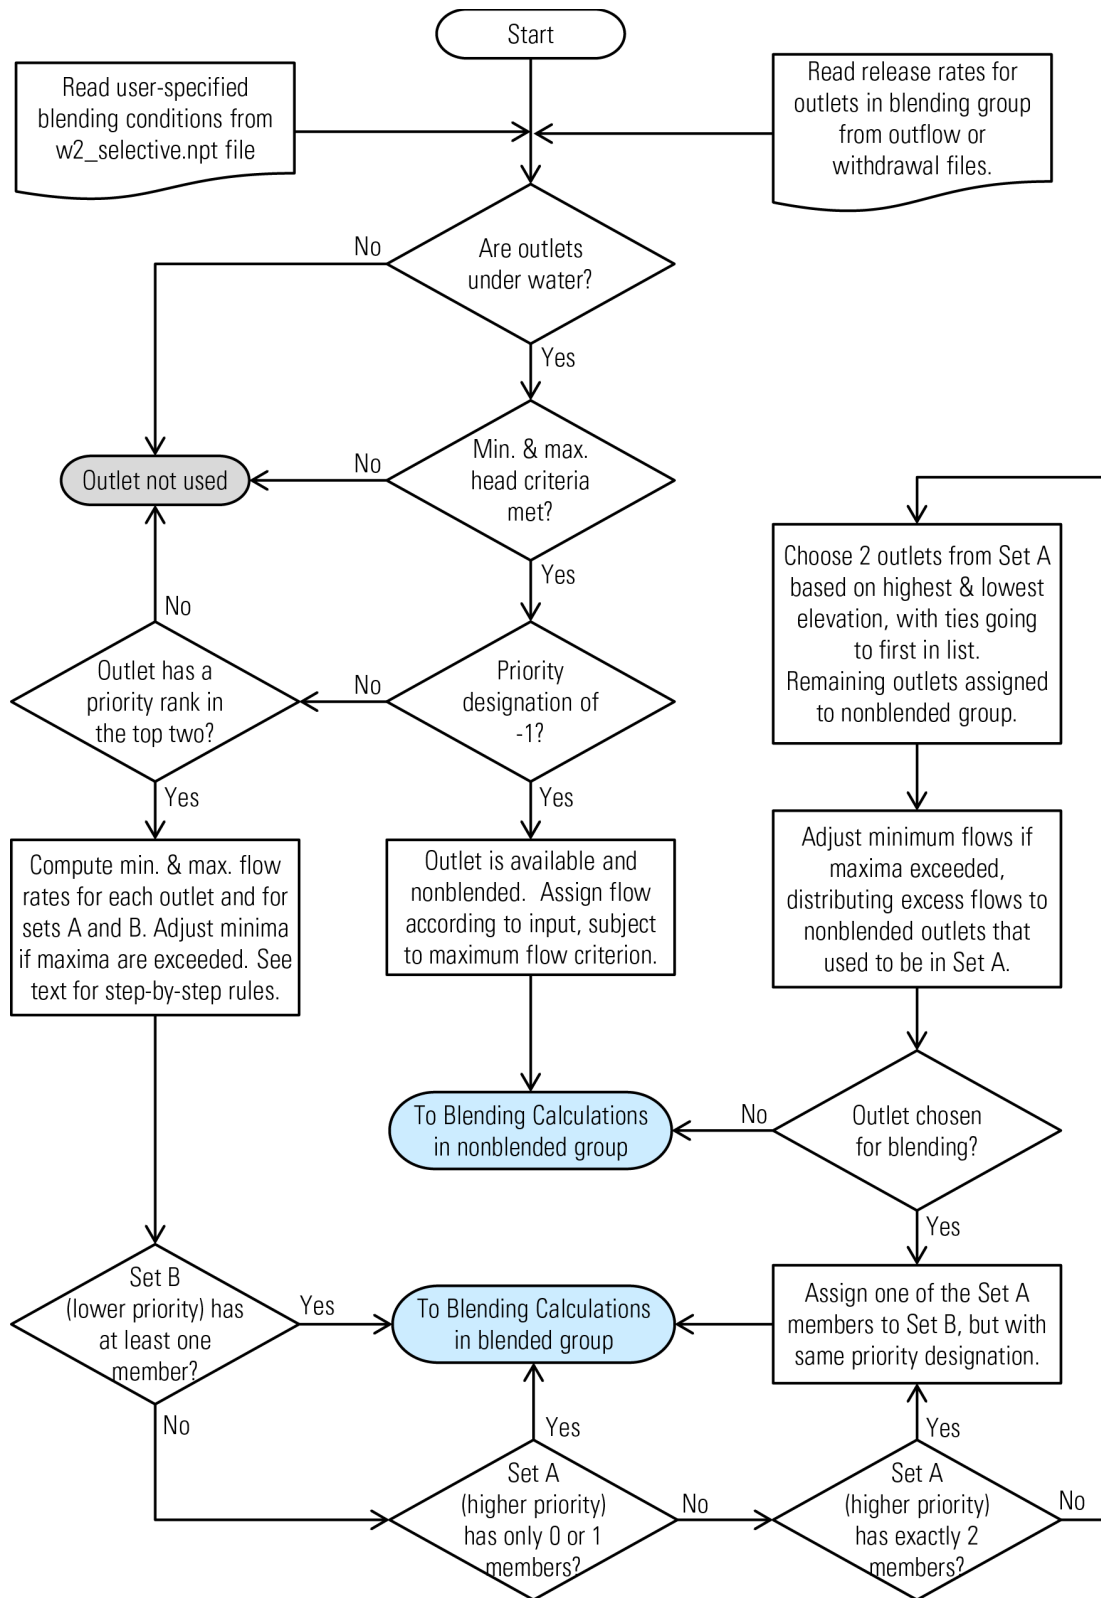 Start
Read user-specified
blending conditions from
w2_selective.npt file
Read release rates for
outlets in blending group
from outflow or
withdrawal files.
Are outlets
under water?
No
Yes
Min. & max.
head criteria
met?
No
Outlet not used
Yes
Priority
designation of
-1?
No
Outlet has a
priority rank in
the top two?
No
Yes
Yes
Compute min. & max. flow
rates for each outlet and for
sets A and B. Adjust minima
if maxima are exceeded. See
text for step-by-step rules.
Outlet is available and
nonblended. Assign flow
according to input, subject
to maximum flow criterion.
Choose 2 outlets from Set A
based on highest & lowest
elevation, with ties going
to first in list.
Remaining outlets assigned
to nonblended group.
Adjust minimum flows if
maxima exceeded,
distributing excess flows to
nonblended outlets that
used to be in Set A.
To Blending Calculations
in nonblended group
No
Outlet chosen
for blending?
Yes
Set B
(lower priority) has
at least one
member?
Yes
To Blending Calculations
in blended group
Assign one of the Set A
members to Set B, but with
same priority designation.
No
Yes
Yes
Set A
(higher priority)
has only 0 or 1
members?
No
Set A
(higher priority)
has exactly 2
members?
No